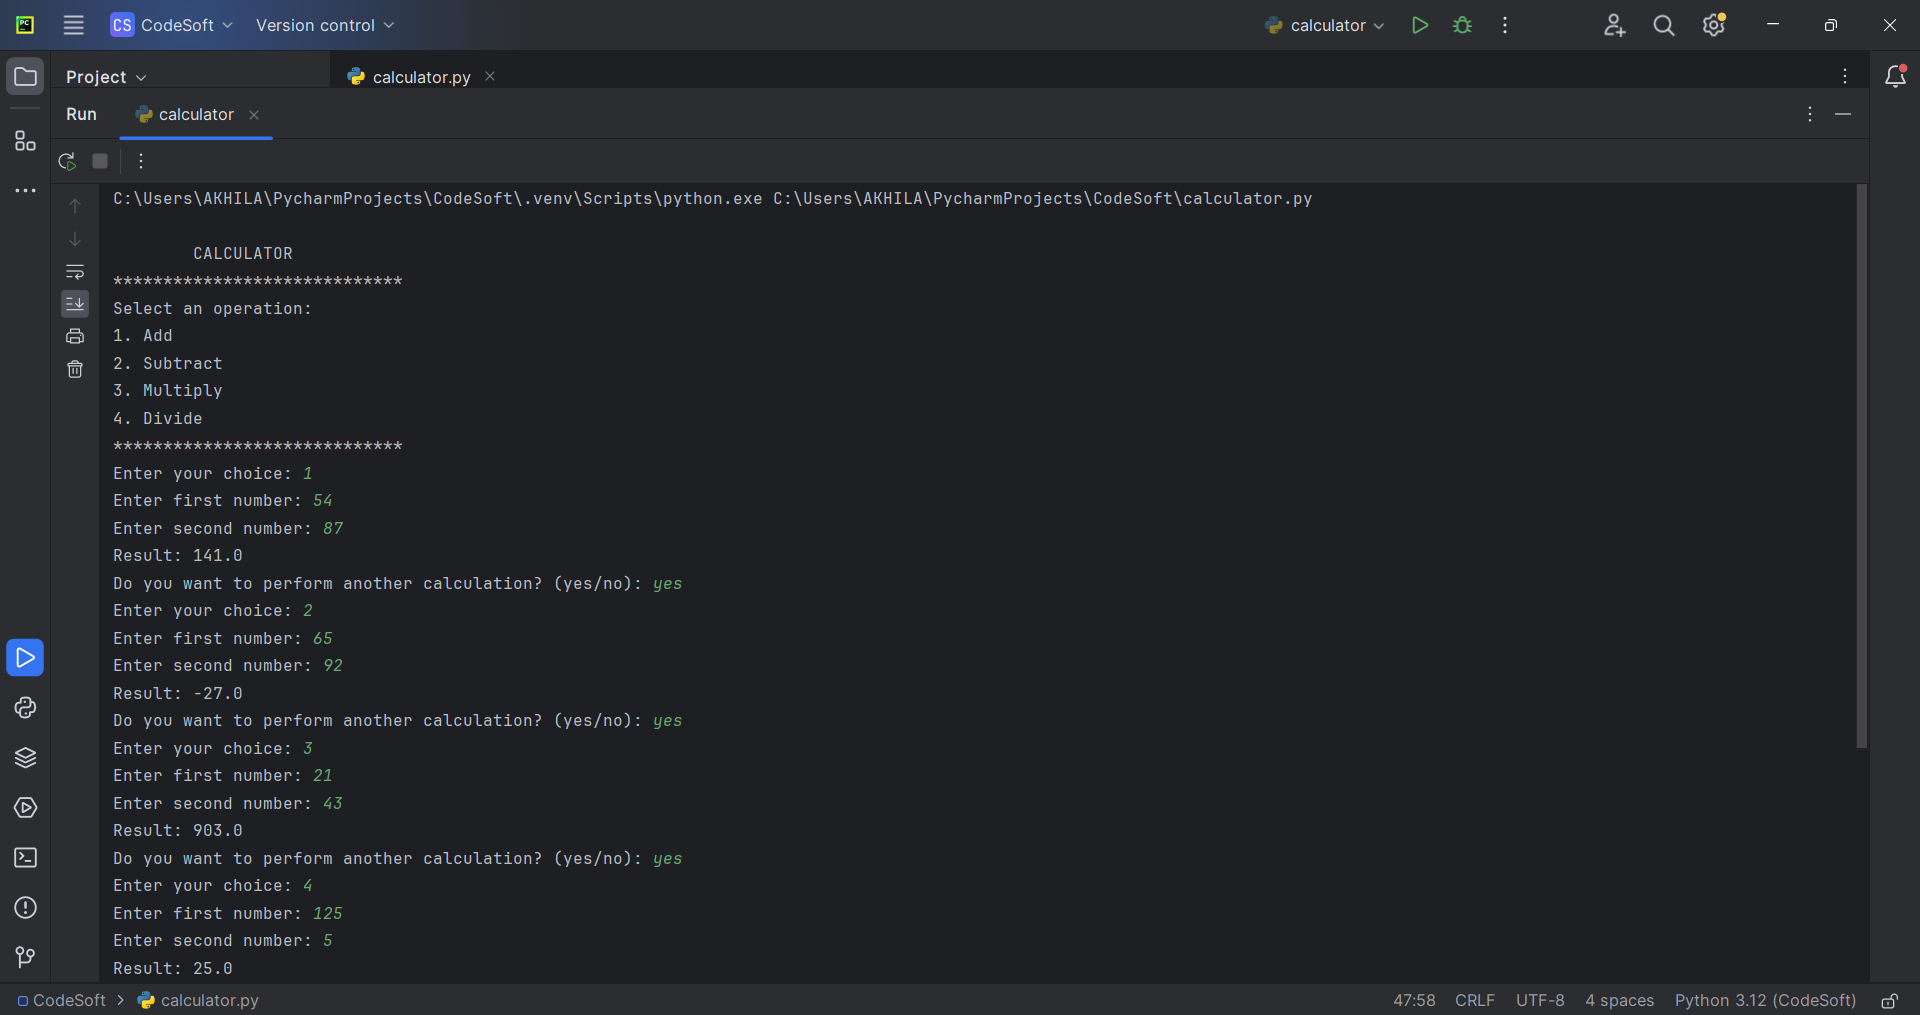 PC
CS CodeSoft Version control calculator
Project calculator.py
Run calculator
C:\Users\AKHILA\PycharmProjects\CodeSoft\.venv\Scripts\python.exe C:\Users\AKHILA\PycharmProjects\CodeSoft\calculator.py
CALCULATOR
*****************************
Select an operation:
1. Add
2. Subtract
3. Multiply
4. Divide
*****************************
Enter your choice: 1
Enter first number: 54
Enter second number: 87
Result: 141.0
Do you want to perform another calculation? (yes/no): yes
Enter your choice: 2
Enter first number: 65
Enter second number: 92
Result: -27.0
Do you want to perform another calculation? (yes/no): yes
Enter your choice: 3
Enter first number: 21
Enter second number: 43
Result: 903.0
Do you want to perform another calculation? (yes/no): yes
Enter your choice: 4
Enter first number: 125
Enter second number: 5
Result: 25.0
CodeSoft > calculator.py 47:58 CRLF UTF-8 4 spaces Python 3.12 (CodeSoft)